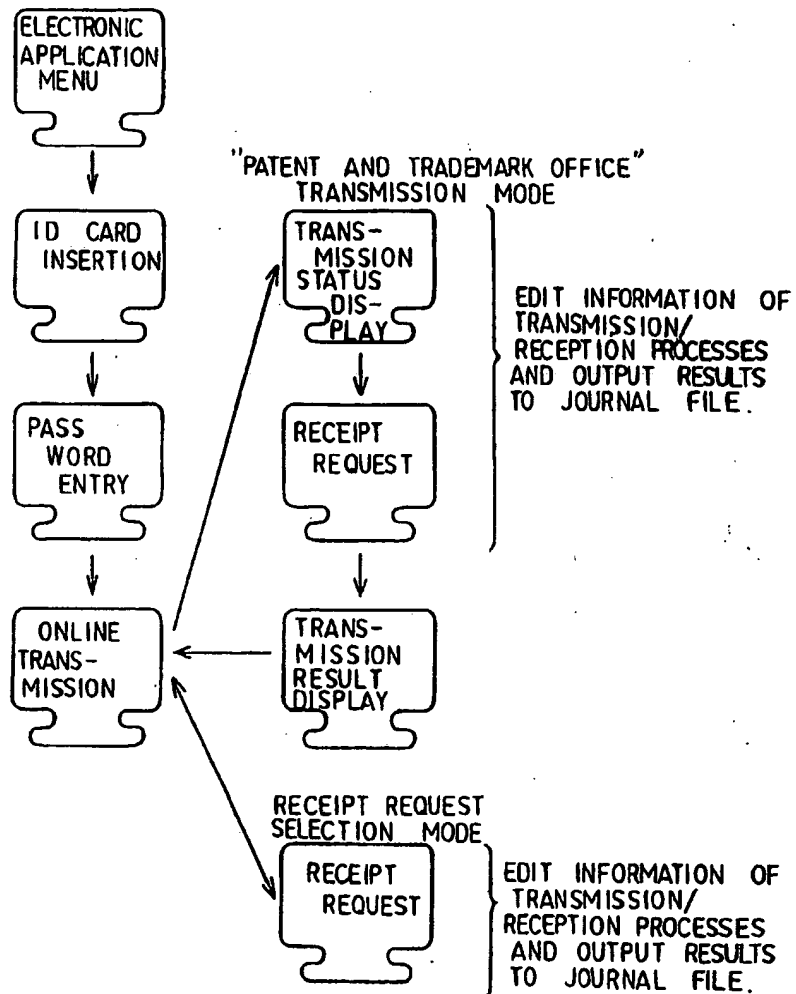 ELECTRONIC
APPLICATION
MENU
ID CARD
INSERTION
PASS
WORD
ENTRY
ONLINE
TRANS-
MISSION
"PATENT AND TRADEMARK OFFICE"
TRANSMISSION MODE
TRANS-
MISSION
STATUS
DIS-
PLAY
RECEIPT
REQUEST
TRANS-
MISSION
RESULT
DISPLAY
EDIT INFORMATION OF
TRANSMISSION/
RECEPTION PROCESSES
AND OUTPUT RESULTS
TO JOURNAL FILE.
RECEIPT REQUEST
SELECTION MODE
RECEIPT
REQUEST
EDIT INFORMATION OF
TRANSMISSION/
RECEPTION PROCESSES
AND OUTPUT RESULTS
TO JOURNAL FILE.